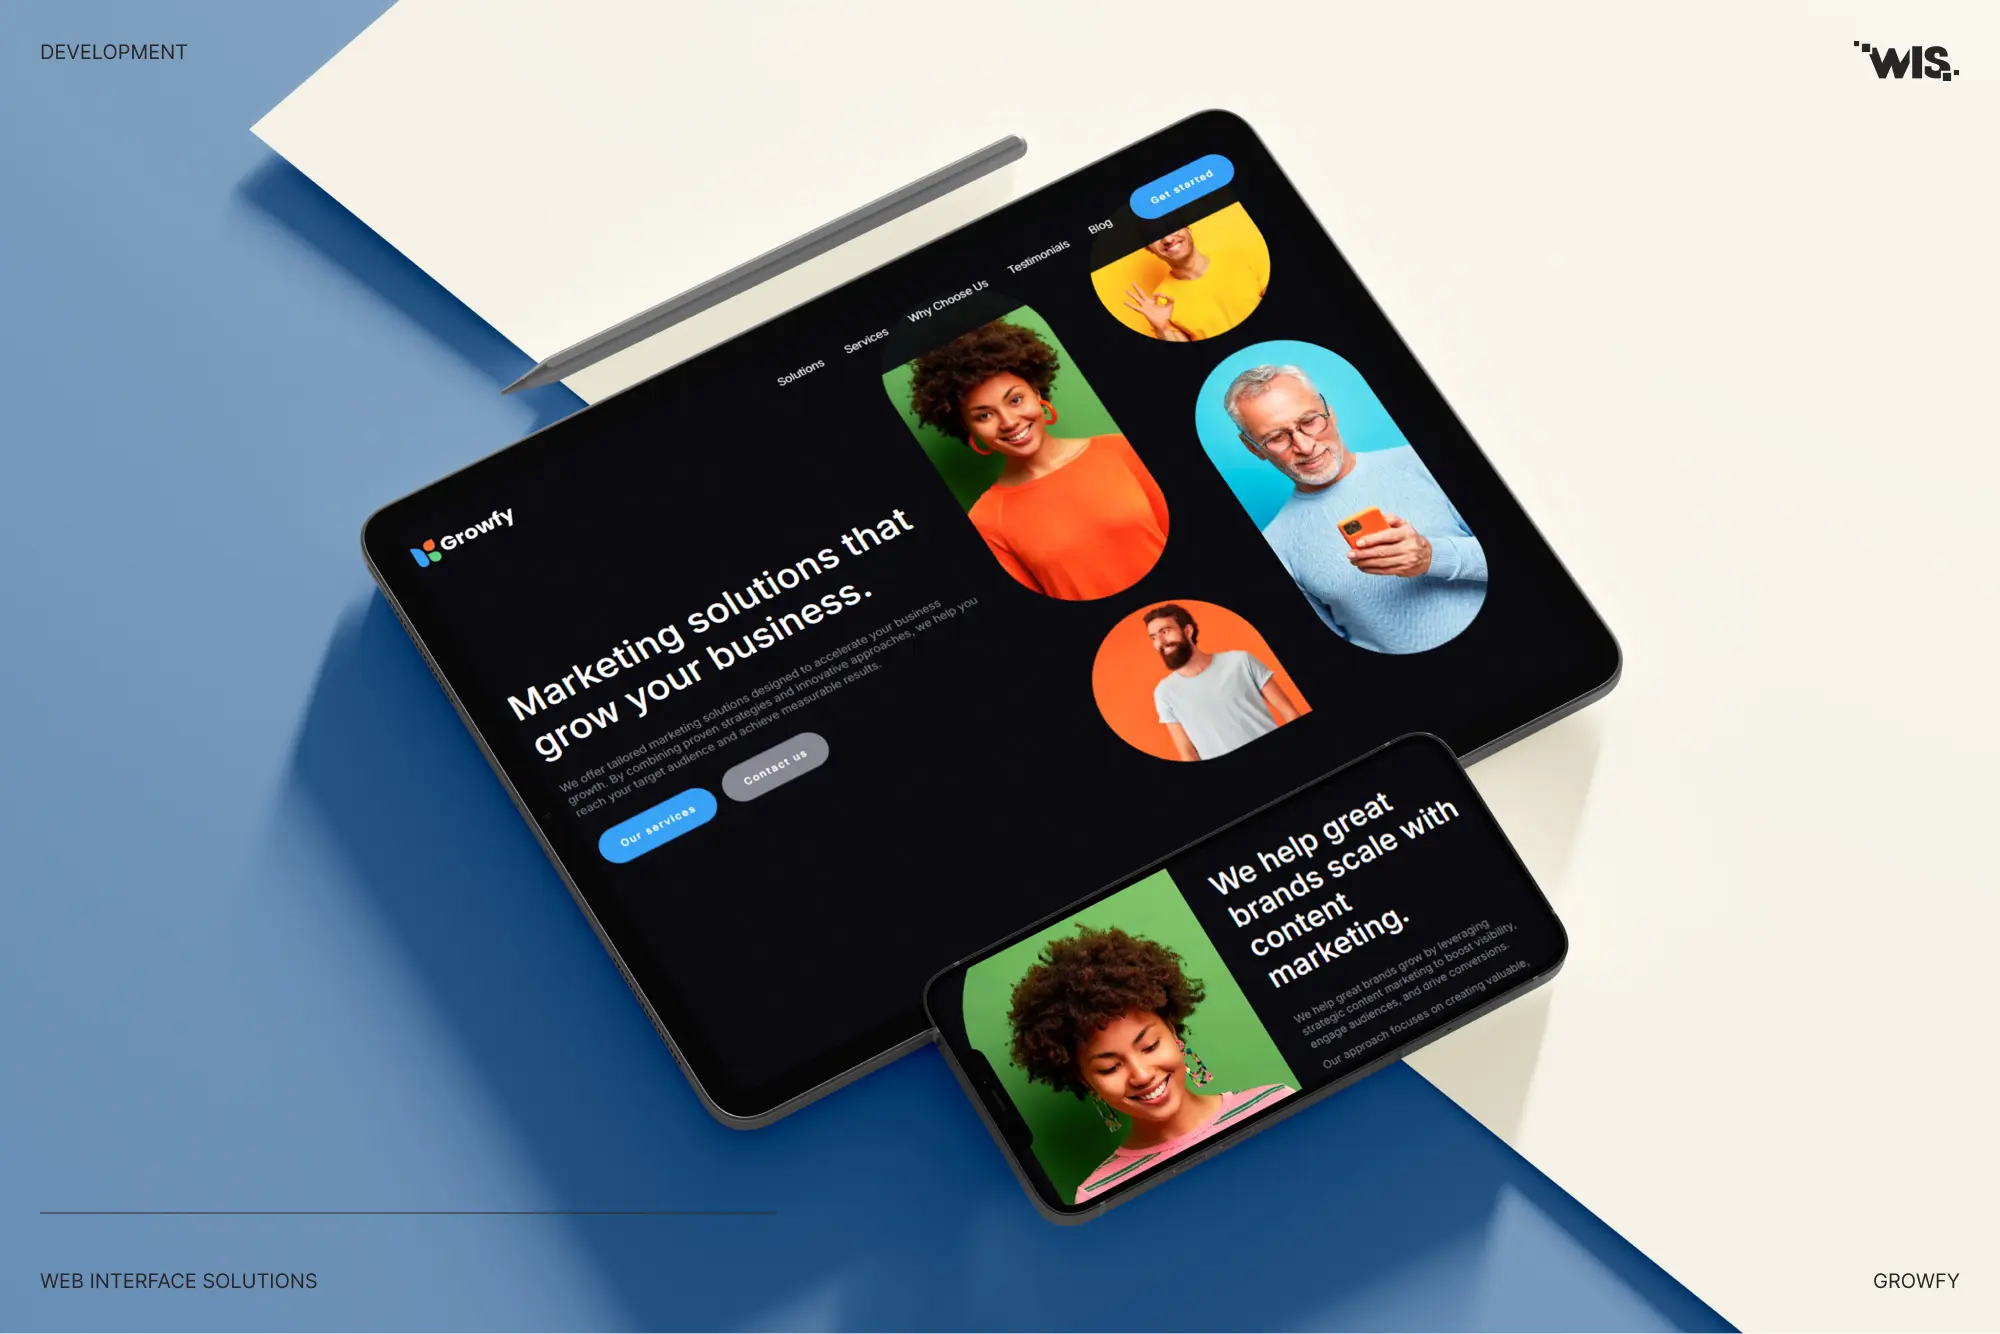 DEVELOPMENT
WIS.
Get started
Blog
Testimonials
Why Choose Us
Services
Solutions
Growfy
Marketing solutions that
grow your business.
We offer tailored marketing solutions designed to accelerate your business
growth. By combining proven strategies and innovative approaches, we help you
reach your target audience and achieve measurable results.
Our services
Contact us
We help great
brands scale with
content
marketing.
We help great brands grow by leveraging
strategic content marketing to boost visibility,
engage audiences, and drive conversions.
Our approach focuses on creating valuable,
WEB INTERFACE SOLUTIONS
GROWFY